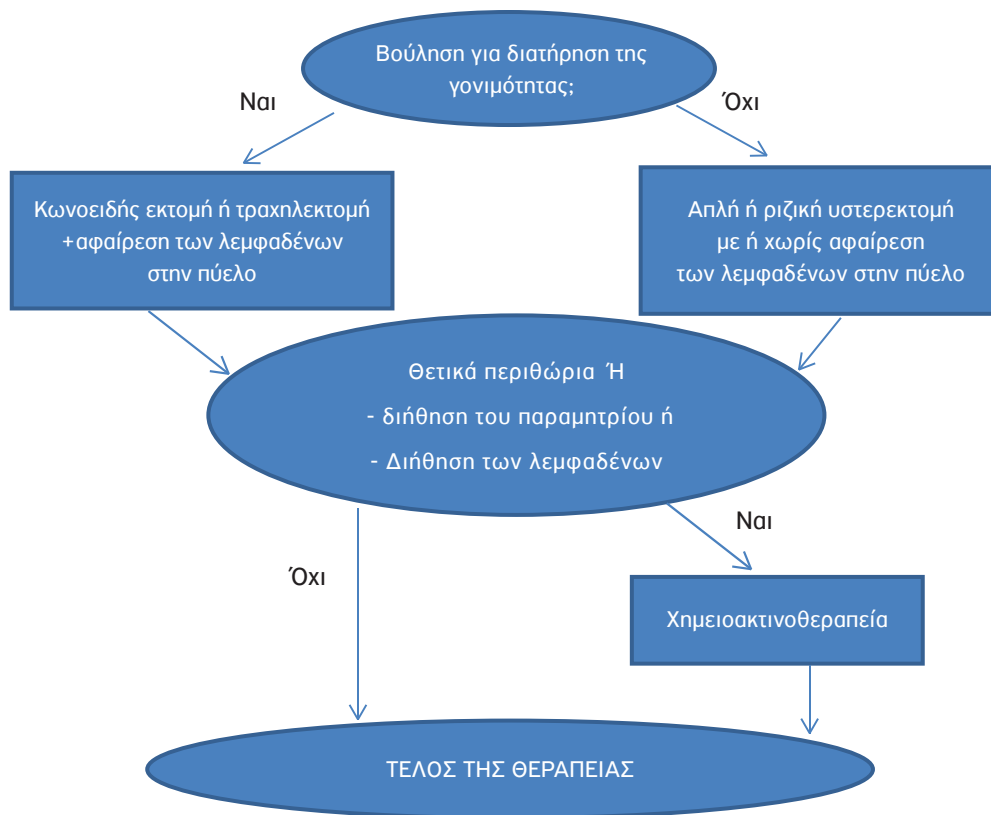 Βούληση για διατήρηση της
γονιμότητας;
Ναι
Όχι
Κωνοειδής εκτομή ή τραχηλεκτομή
+αφαίρεση των λεμφαδένων
στην πύελο
Απλή ή ριζική υστερεκτομή
με ή χωρίς αφαίρεση
των λεμφαδένων στην πύελο
Θετικά περιθώρια Ή
- διήθηση του παραμητρίου ή
- Διήθηση των λεμφαδένων
Ναι
Όχι
Χημειοακτινοθεραπεία
ΤΕΛΟΣ ΤΗΣ ΘΕΡΑΠΕΙΑΣ